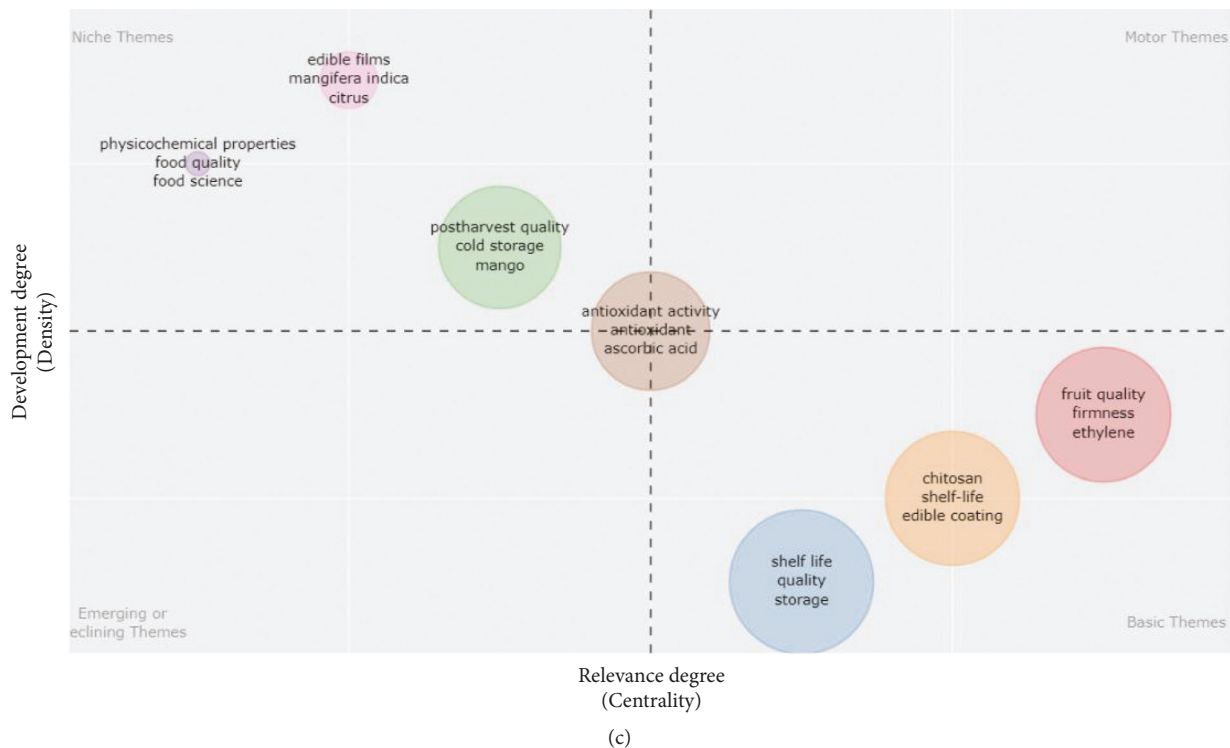 Niche Themes
Motor Themes
edible films
mangifera indica
citrus
physicochemical properties
food quality
food science
postharvest quality
cold storage
mango
antioxidant activity
antioxidant
ascorbic acid
fruit quality
firmness
ethylene
chitosan
shelf-life
edible coating
shelf life
quality
storage
Emerging or
eclining Themes
Basic Themes
Development degree
(Density)
Relevance degree
(Centrality)
(c)